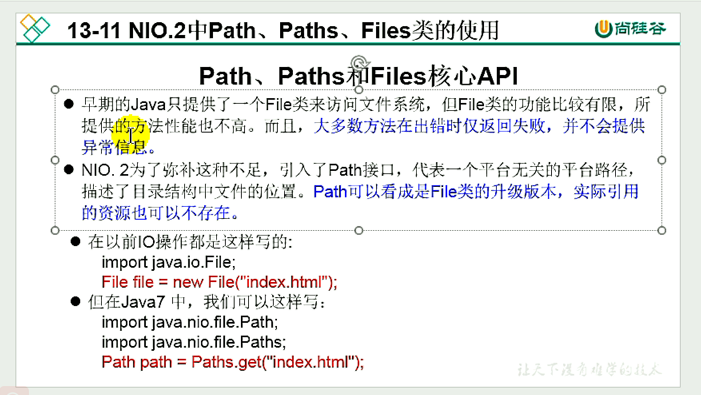 13-11 NIO.2中Path、Paths、Files类的使用
尚硅谷
Path、Paths和Files核心API
● 早期的Java只提供了一个File类来访问文件系统，但File类的功能比较有限，所
提供的方法性能也不高。而且，大多数方法在出错时仅返回失败，并不会提供
异常信息。
● NIO. 2为了弥补这种不足，引入了Path接口，代表一个平台无关的平台路径，
描述了目录结构中文件的位置。Path可以看成是File类的升级版本，实际引用
的资源也可以不存在。
● 在以前IO操作都是这样写的:
import java.io.File;
File file = new File("index.html");
● 但在Java7 中，我们可以这样写：
import java.nio.file.Path;
import java.nio.file.Paths;
Path path = Paths.get("index.html");
让天下没有难学的技术